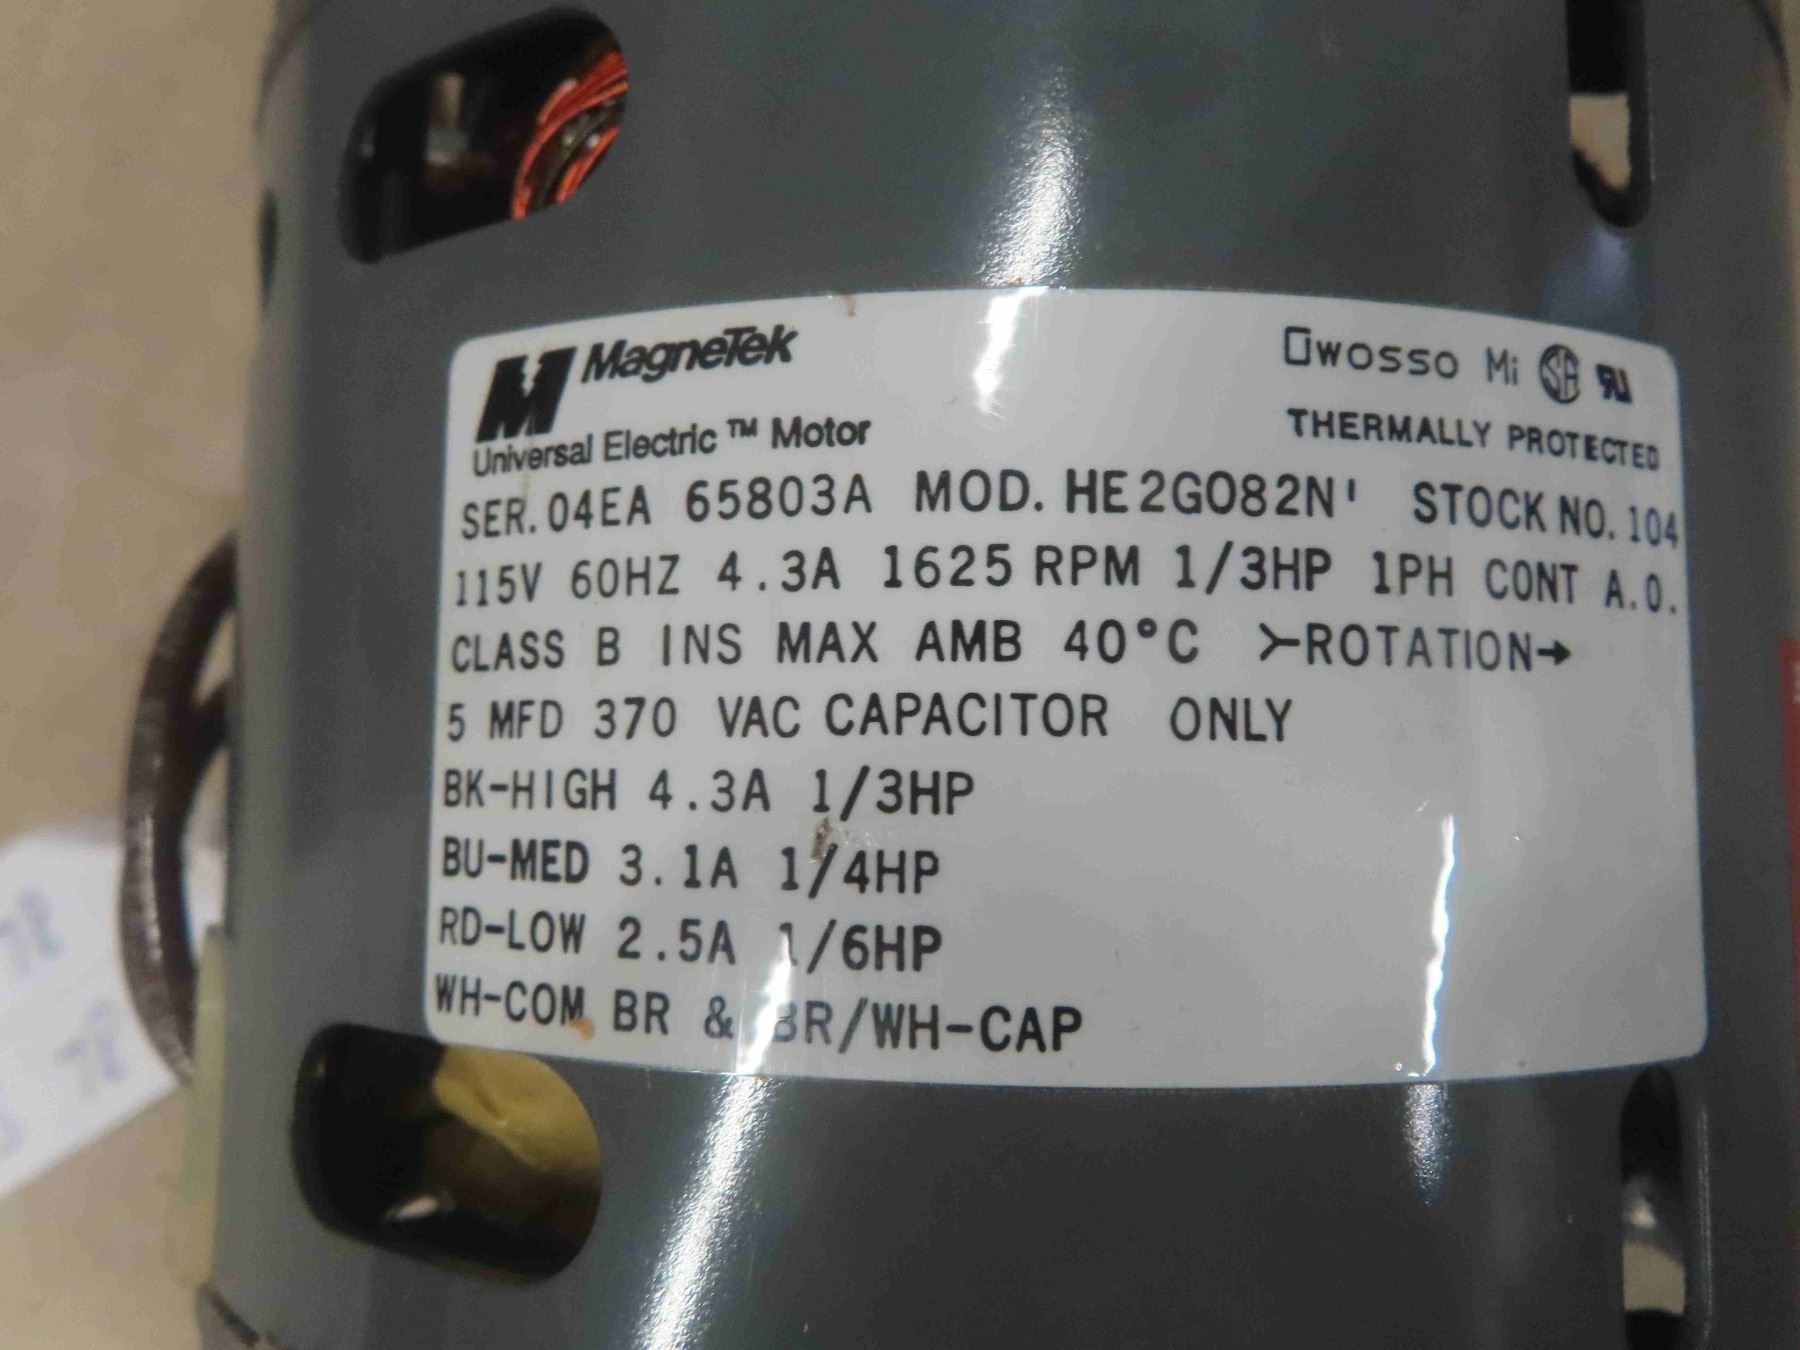 MagneTek
Universal Electric™ Motor
Owosso Mi
THERMALLY PROTECTED
SER. 04EA 65803A MOD. HE2G082N' STOCK NO. 104
115V 60HZ 4.3A 1625 RPM 1/3HP 1PH CONT A.O.
CLASS B INS MAX AMB 40°C >-ROTATION→
5 MFD 370 VAC CAPACITOR ONLY
BK-HIGH 4.3A 1/3HP
BU-MED 3.1A 1/4HP
RD-LOW 2.5A 1/6HP
WH-COM BR & BR/WH-CAP